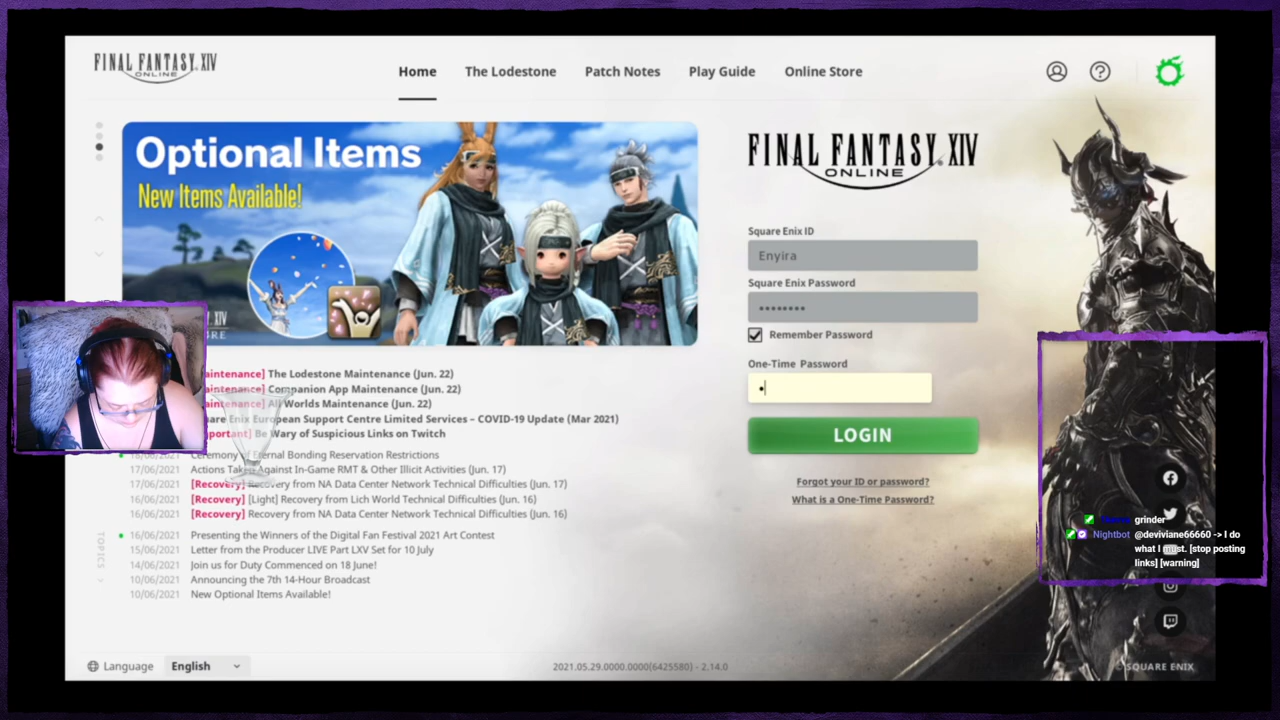 FINAL FANTASY XIV
ONLINE
Home
The Lodestone
Patch Notes
Play Guide
Online Store
Optional Items
New Items Available!
FINAL FANTASY XIV
ONLINE
Square Enix ID
Enyira
Square Enix Password
Remember Password
One-Time Password
LOGIN
Forgot your ID or password?
What is a One-Time Password?
The Lodestone Maintenance (Jun. 22)
Companion App Maintenance (Jun. 22)
All Worlds Maintenance (Jun. 22)
Enix European Support Centre Limited Services – COVID-19 Update (Mar 2021)
Be Wary of Suspicious Links on Twitch
18/06/2021 Ceremony of Eternal Bonding Reservation Restrictions
17/06/2021 Actions Taken Against In-Game RMT & Other Illicit Activities (Jun. 17)
17/06/2021 [Recovery] Recovery from NA Data Center Network Technical Difficulties (Jun. 17)
16/06/2021 [Recovery] [Light] Recovery from Lich World Technical Difficulties (Jun. 16)
16/06/2021 [Recovery] Recovery from NA Data Center Network Technical Difficulties (Jun. 16)
TOPICS
16/06/2021 Presenting the Winners of the Digital Fan Festival 2021 Art Contest
15/06/2021 Letter from the Producer LIVE Part LXV Set for 10 July
14/06/2021 Join us for Duty Commenced on 18 June!
10/06/2021 Announcing the 7th 14-Hour Broadcast
10/06/2021 New Optional Items Available!
grinder
Nightbot @deviviane66660 -> I do
what I must. [stop posting
links] [warning]
Language English
2021.05.29.0000.0000(6425580) - 2.14.0
© SQUARE ENIX